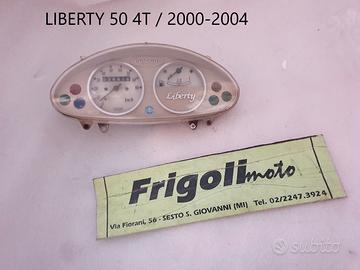 LIBERTY 50 4T / 2000-2004
Liberty
Frigolimoto
Via Fiorani, 56 - SESTO S. GIOVANNI (MI) Tel. 02/2247.3924
subito